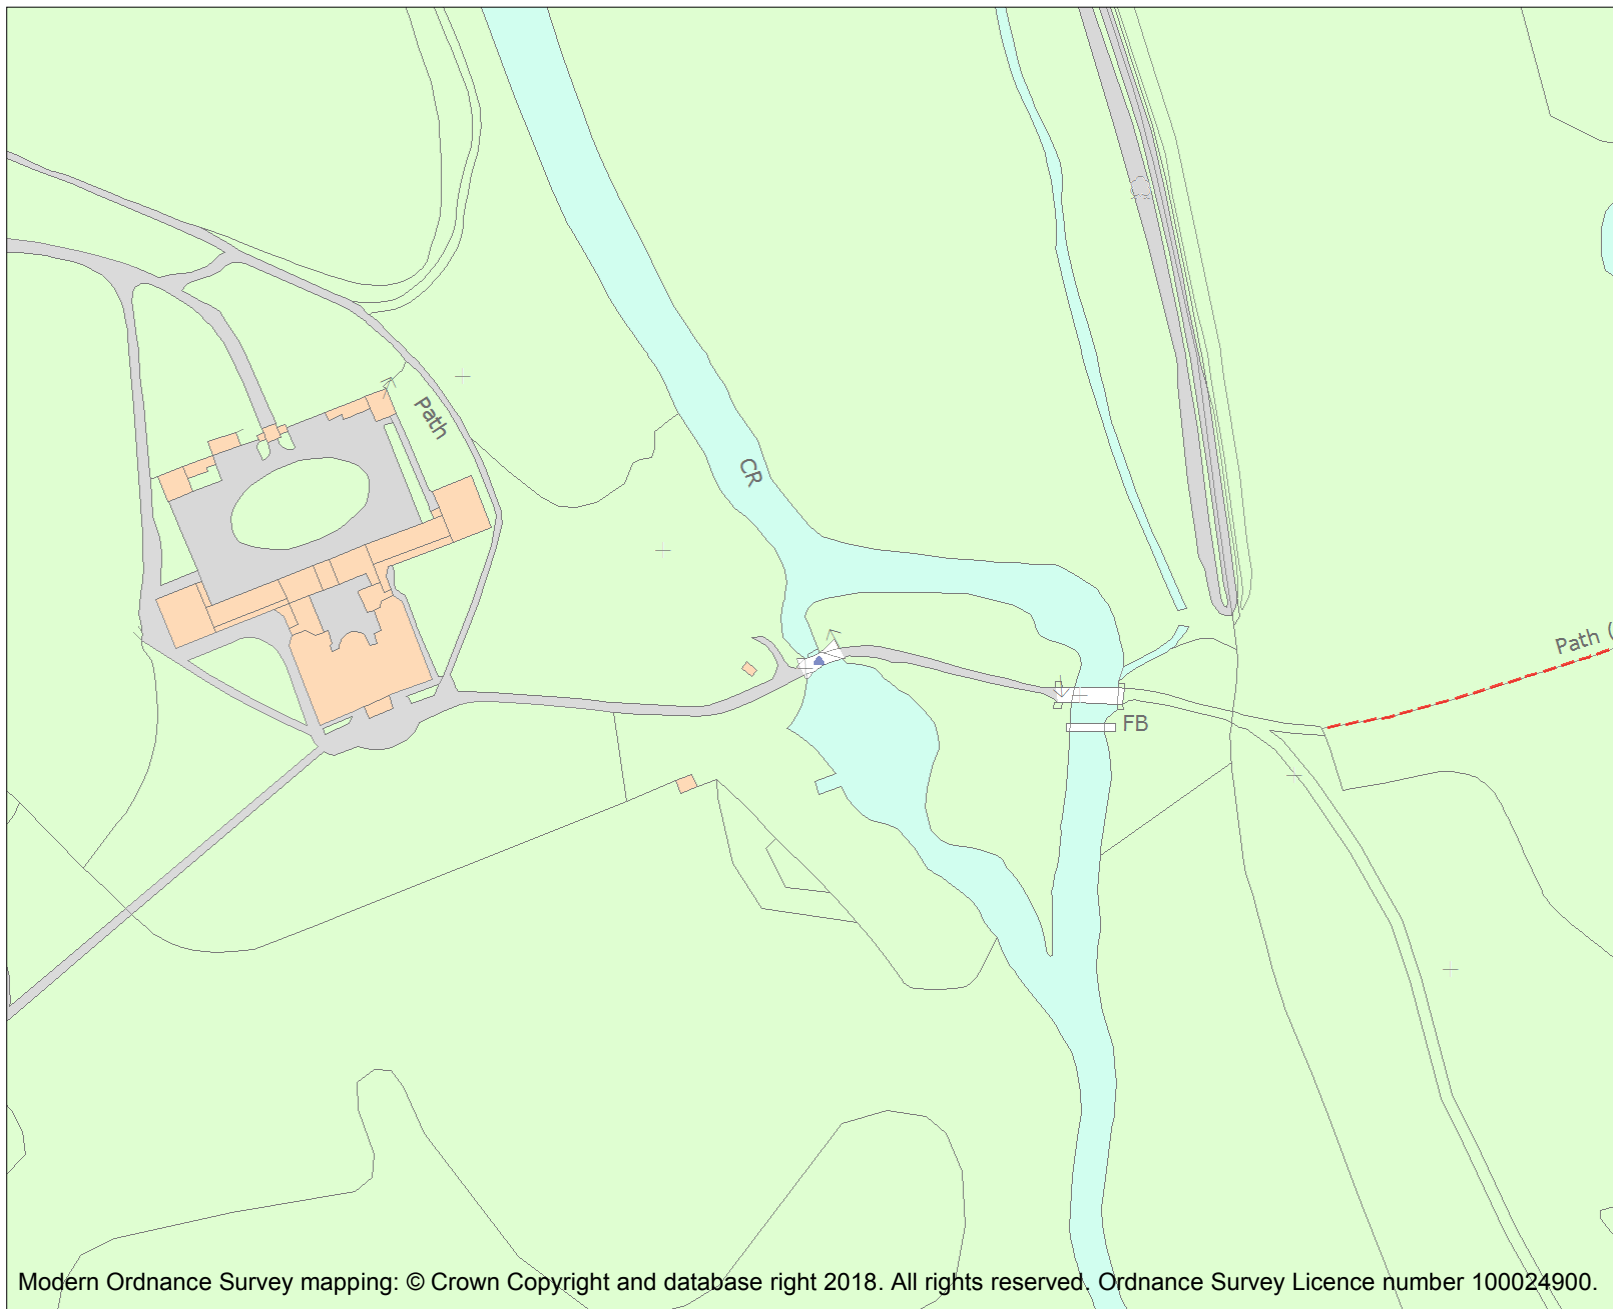 Path
CR
Path (
FB
Modern Ordnance Survey mapping: © Crown Copyright and database right 2018. All rights reserved. Ordnance Survey Licence number 100024900.